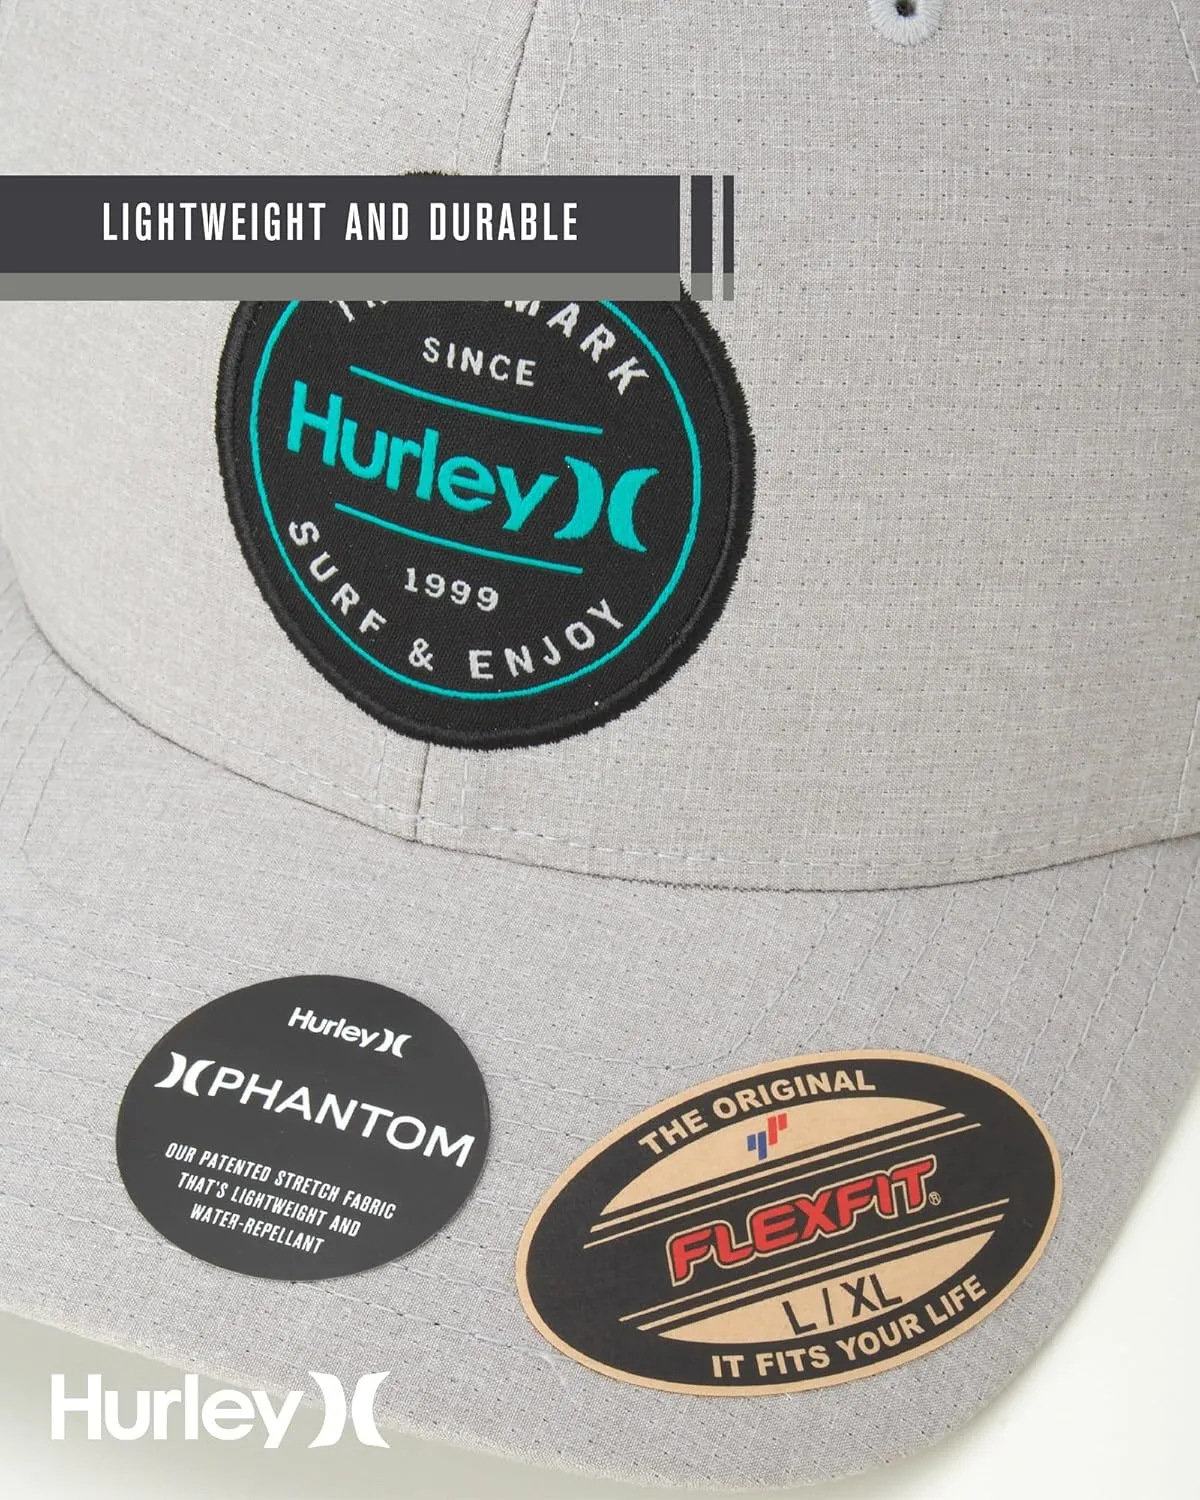 LIGHTWEIGHT AND DURABLE
MARK
SINCE
Hurley
1999
SURF & ENJOY
Hurley
PHANTOM
OUR PATENTED STRETCH FABRIC
THAT'S LIGHTWEIGHT AND
WATER-REPELLANT
THE ORIGINAL
FLEXFIT®
L/XL
IT FITS YOUR LIFE
Hurley